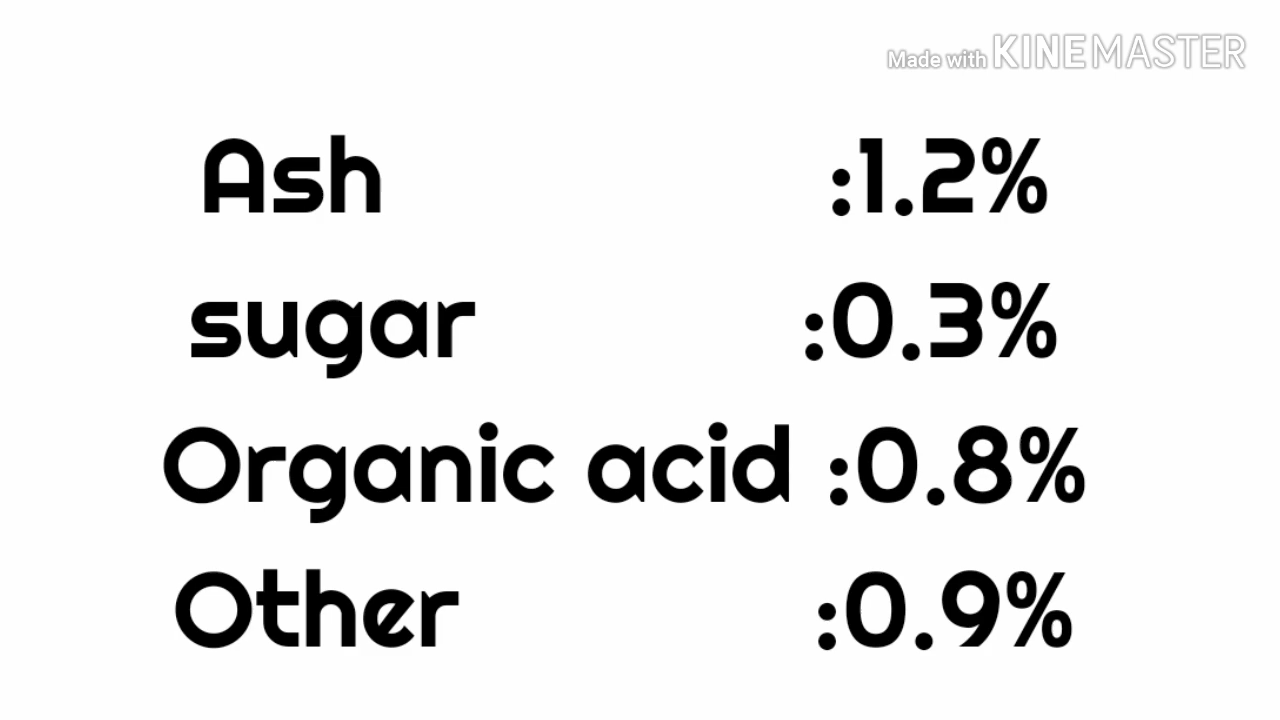 Made with KINEMASTER
Ash :1.2%
sugar :0.3%
Organic acid :0.8%
Other :0.9%